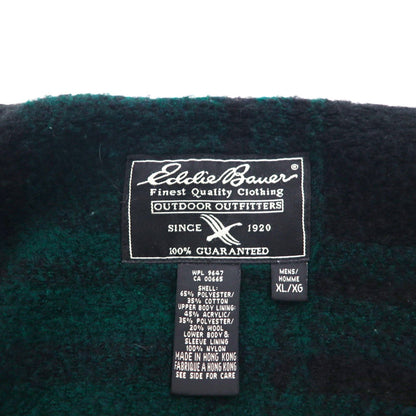 Eddie Bauer®
Finest Quality Clothing
OUTDOOR OUTFITTERS
SINCE 1920
100% GUARANTEED
WPL 9647
CA 00665
SHELL:
65% POLYESTER/
35% COTTON
UPPER BODY LINING:
45% ACRYLIC/
35% POLYESTER/
20% WOOL
LOWER BODY &
SLEEVE LINING
100% NYLON
MADE IN HONG KONG
FABRIQUE A HONG KONG
SEE SIDE FOR CARE
MENS/
HOMME
XL/XG